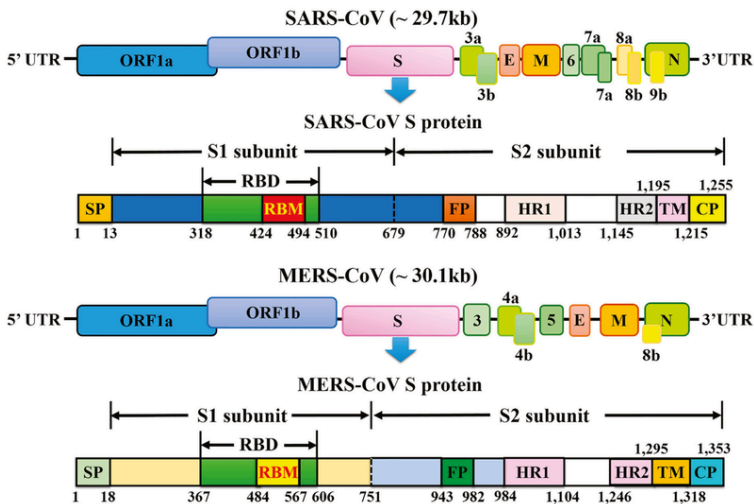 SARS-CoV (~ 29.7kb)
3a 7a 8a
5' UTR ORF1a ORF1b S E M 6 N 3'UTR
3b 7a 8b 9b
SARS-CoV S protein
S1 subunit S2 subunit
RBD 1,195 1,255
SP RBM FP HR1 HR2 TM CP
1 13 318 424 494 510 679 770 788 892 1,013 1,145 1,215
MERS-CoV (~ 30.1kb)
4a
5' UTR ORF1a ORF1b S 3 5 E M N 3'UTR
4b 8b
MERS-CoV S protein
S1 subunit S2 subunit
RBD 1,295 1,353
SP RBM FP HR1 HR2 TM CP
1 18 367 484 567 606 751 943 982 984 1,104 1,246 1,318